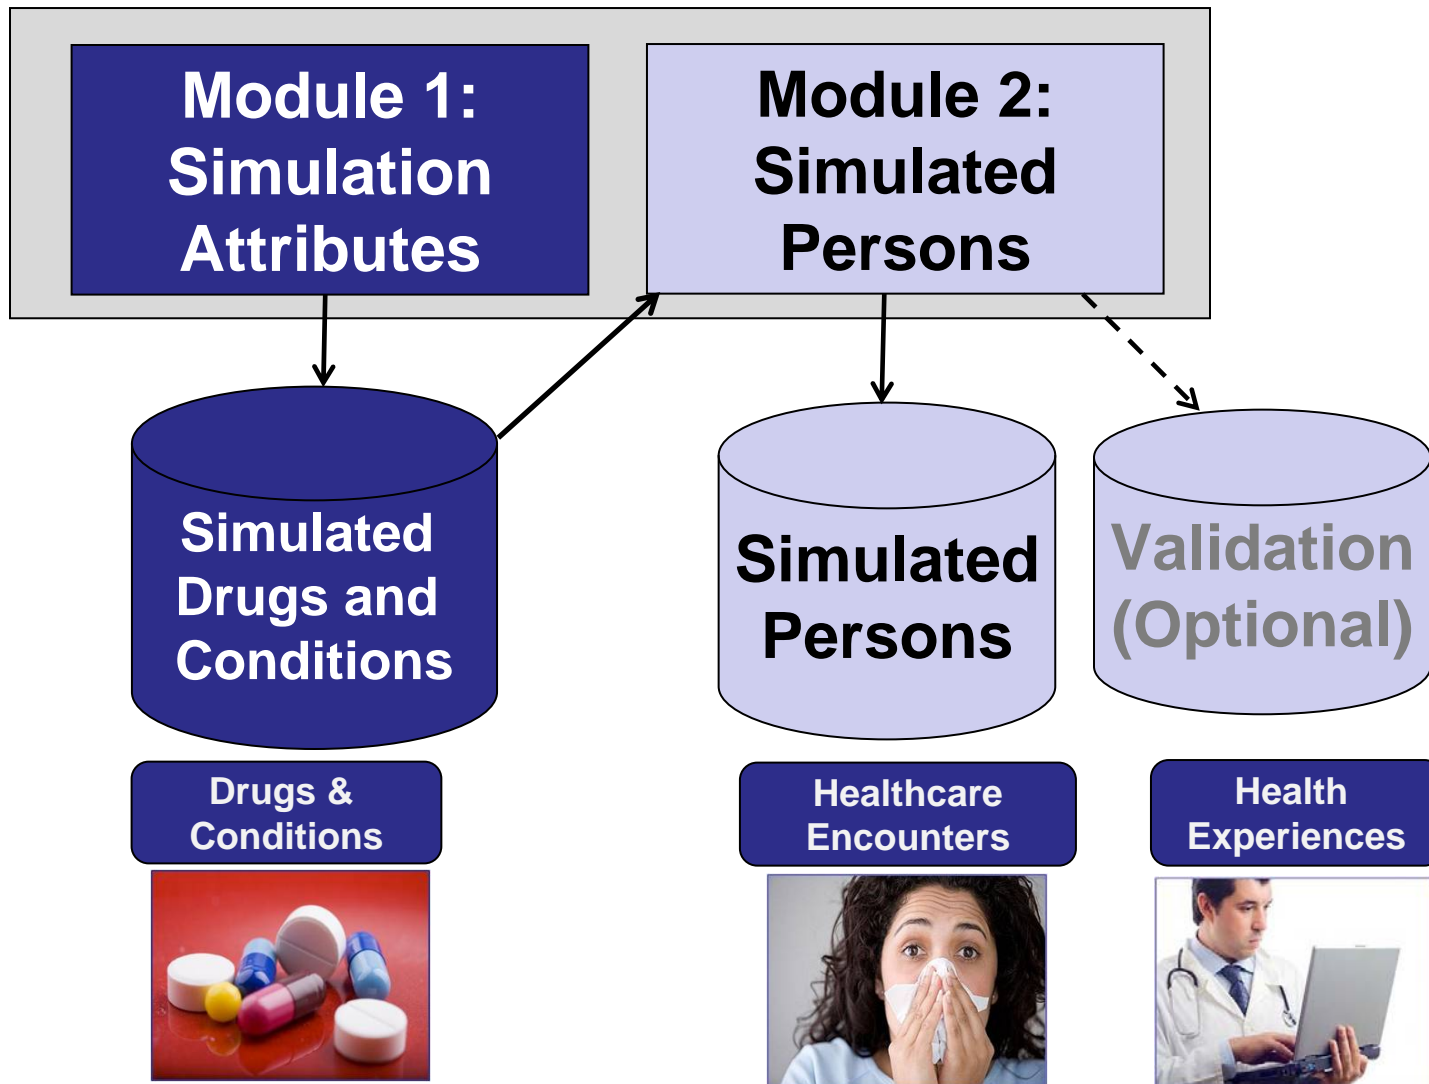 Module 1:
Simulation
Attributes
Module 2:
Simulated
Persons
Simulated
Drugs and
Conditions
Simulated
Persons
Validation
(Optional)
Drugs &
Conditions
Healthcare
Encounters
Health
Experiences